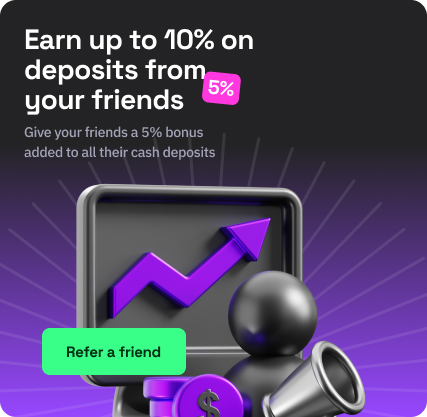 Earn up to 10% on
deposits from
your friends
5%
Give your friends a 5% bonus
added to all their cash deposits
Refer a friend
$